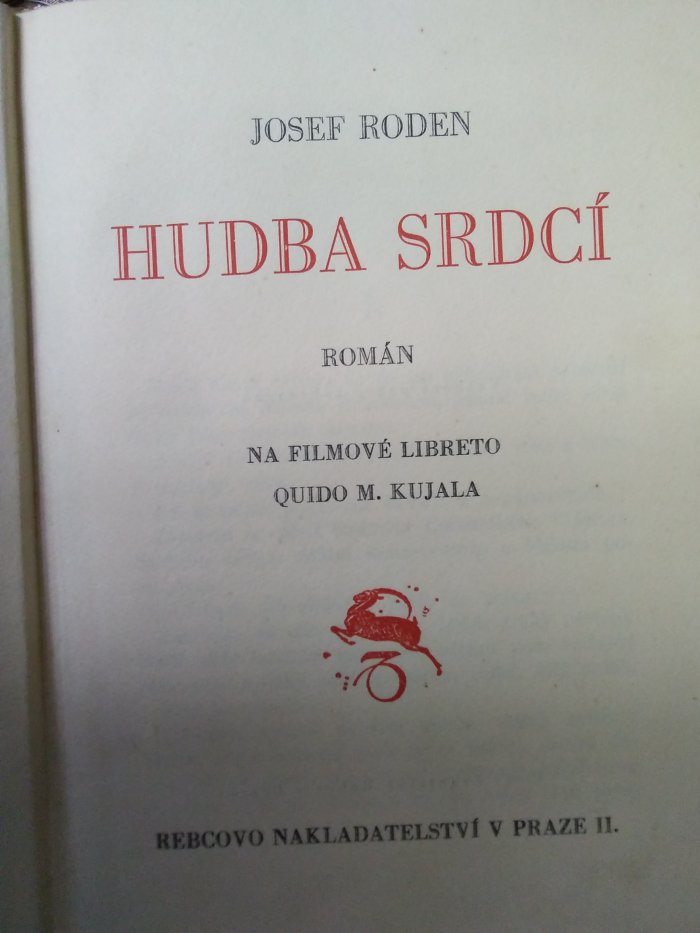 JOSEF RODEN
HUDBA SRDCÍ
ROMÁN
NA FILMOVÉ LIBRETO
QUIDO M. KUJALA
REBCOVO NAKLADATELSTVÍ V PRAZE II.